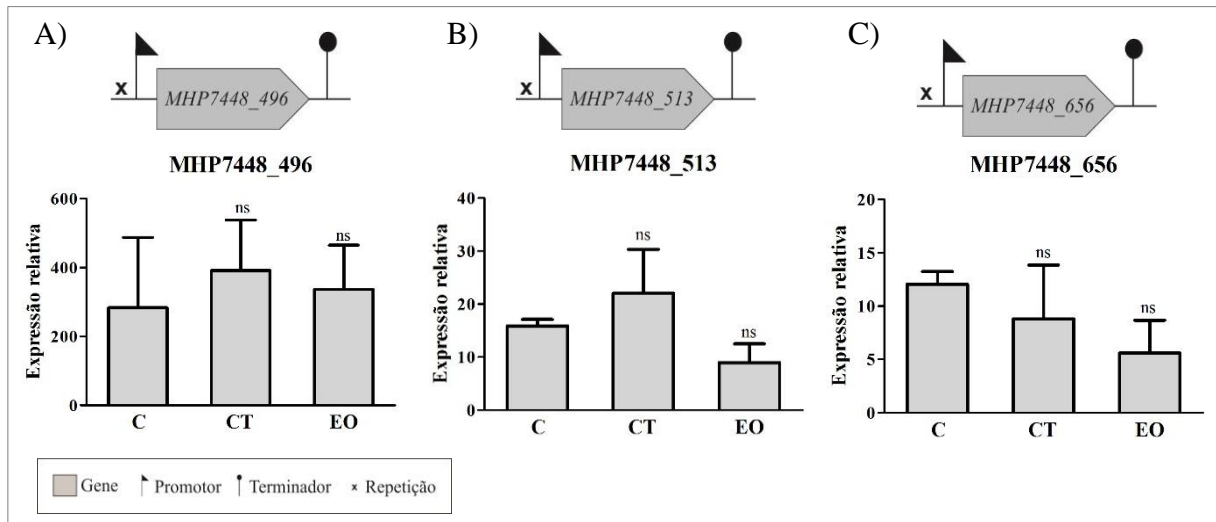 A)
x
MHP7448_496
MHP7448_496
Expressão relativa
600
400
200
0
ns
ns
C
CT
EO
B)
x
MHP7448_513
MHP7448_513
Expressão relativa
40
30
20
10
0
ns
ns
C
CT
EO
C)
x
MHP7448_656
MHP7448_656
Expressão relativa
20
15
10
5
0
ns
ns
C
CT
EO
Gene Promotor Terminador x Repetição